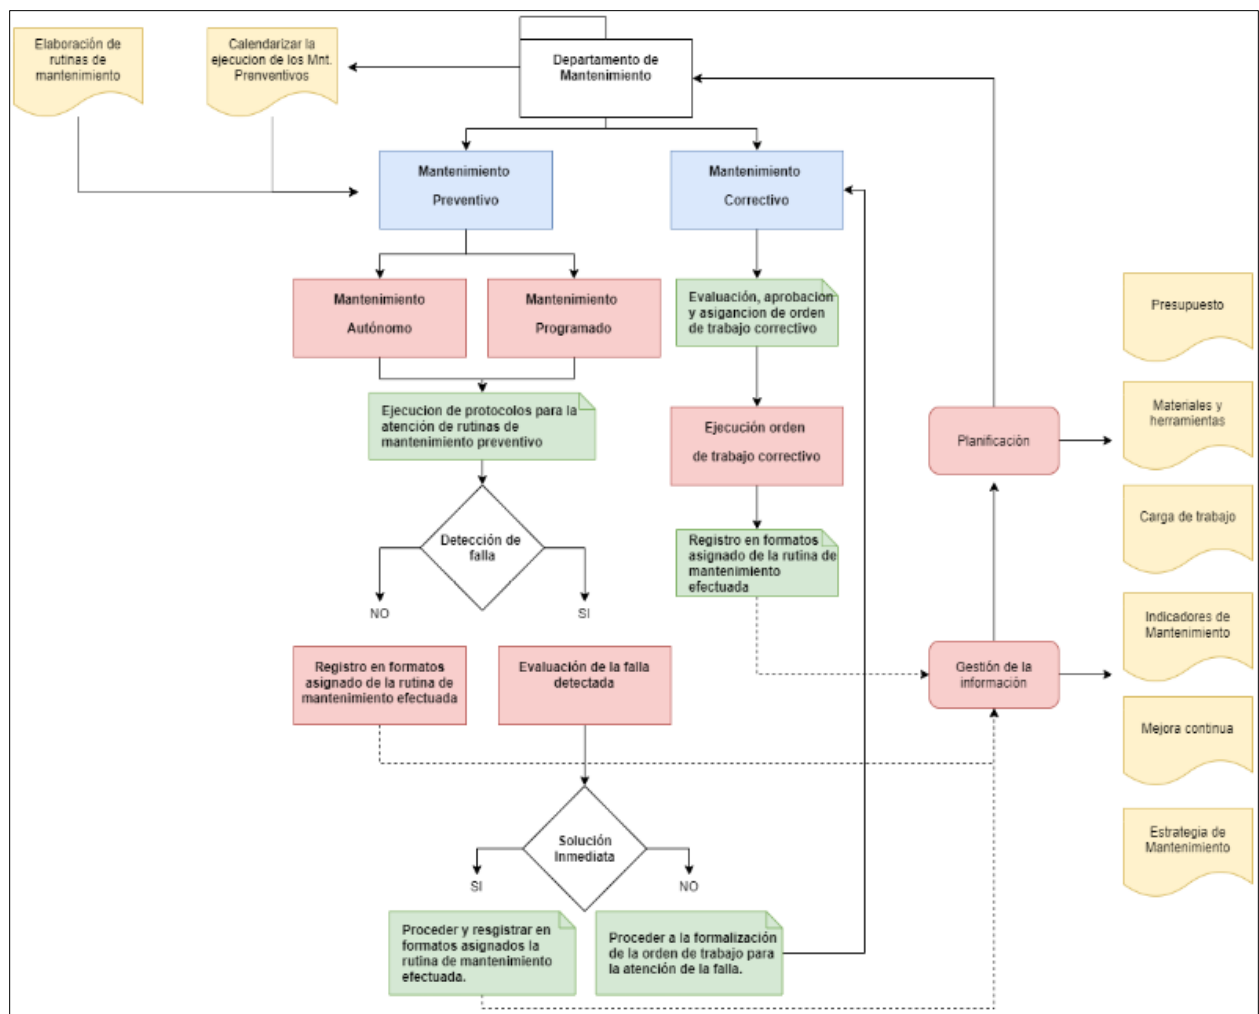 Elaboración de
rutinas de
mantenimiento
Calendarizar la
ejecucion de los Mnt.
Prenventivos
Departamento de
Mantenimiento
Mantenimiento
Preventivo
Mantenimiento
Correctivo
Mantenimiento
Autónomo
Mantenimiento
Programado
Evaluación, aprobacion
y asigancion de orden
de trabajo correctivo
Presupuesto
Ejecucion de protocolos para la
atención de rutinas de
mantenimiento preventivo
Ejecución orden
de trabajo correctivo
Planificación
Materiales y
herramientas
Detección de
falla
NO
SI
Registro en formatos
asignado de la rutina de
mantenimiento
efectuada
Carga de trabajo
Registro en formatos
asignado de la rutina de
mantenimiento efectuada
Evaluación de la falla
detectada
Gestión de la
información
Indicadores de
Mantenimiento
Mejora continua
Solución
Inmediata
SI
NO
Estrategia de
Mantenimiento
Proceder y resgistrar en
formatos asignados la
rutina de mantenimiento
efectuada.
Proceder a la formalización
de la orden de trabajo para
la atención de la falla.